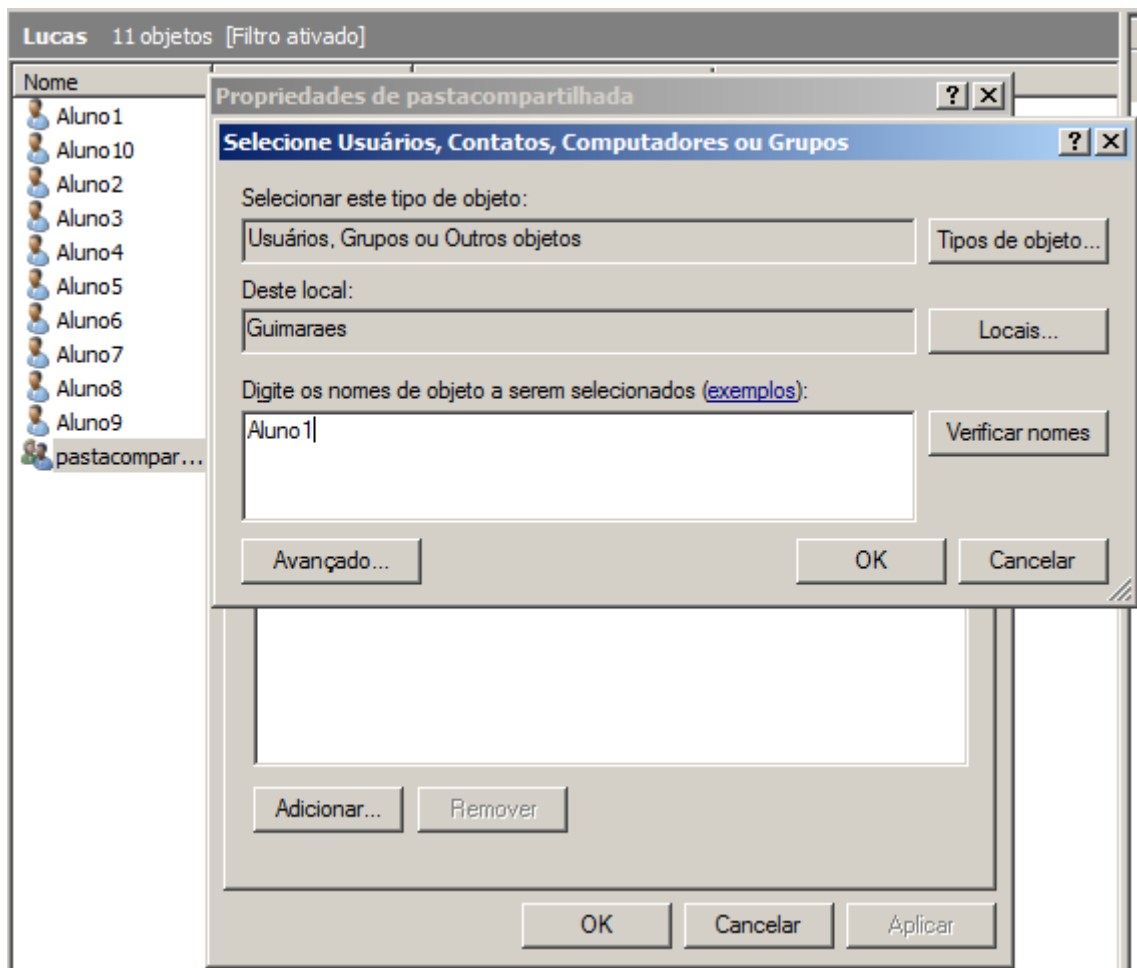 Lucas 11 objetos [Filtro ativado]
Nome
Aluno1
Aluno10
Aluno2
Aluno3
Aluno4
Aluno5
Aluno6
Aluno7
Aluno8
Aluno9
pastacompar...
Propriedades de pastacompartilhada
Selecione Usuários, Contatos, Computadores ou Grupos
Selecionar este tipo de objeto:
Usuários, Grupos ou Outros objetos
Tipos de objeto...
Deste local:
Guimaraes
Locais...
Digite os nomes de objeto a serem selecionados (exemplos):
Aluno1
Verificar nomes
Avançado...
OK
Cancelar
Adicionar...
Remover
OK
Cancelar
Aplicar